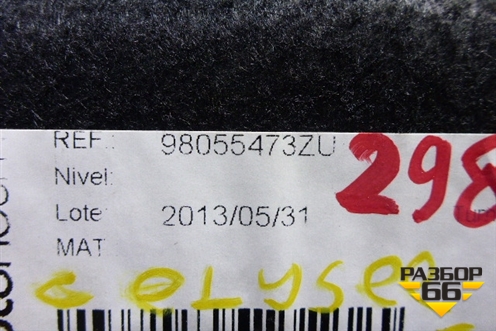 REF.: 98055473ZU
298
Nivel:
Lote: 2013/05/31
MAT
C ELYSEE
РАЗБОР
66